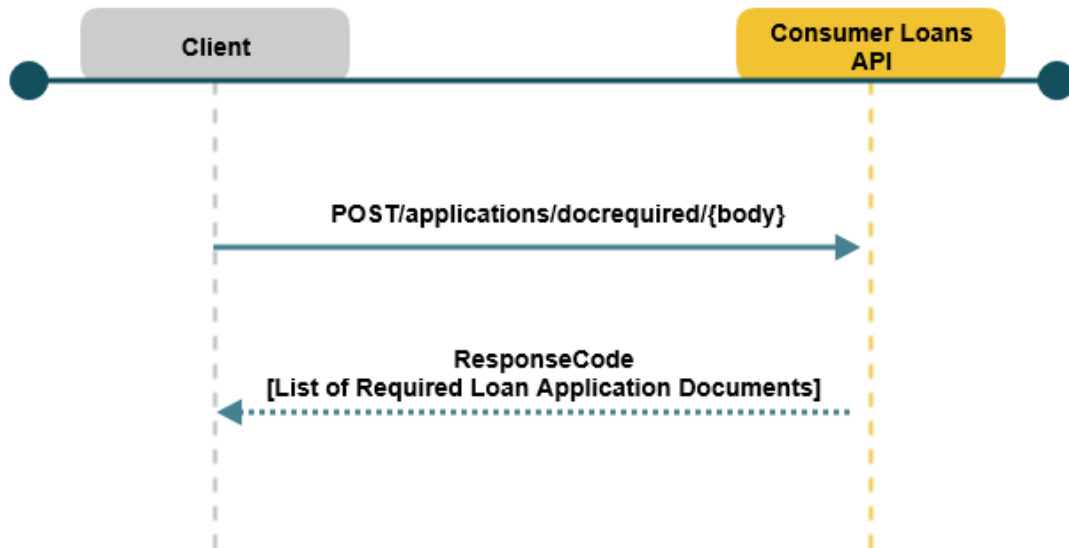 Client
Consumer Loans
API
POST/applications/docrequired/{body}
ResponseCode
[List of Required Loan Application Documents]